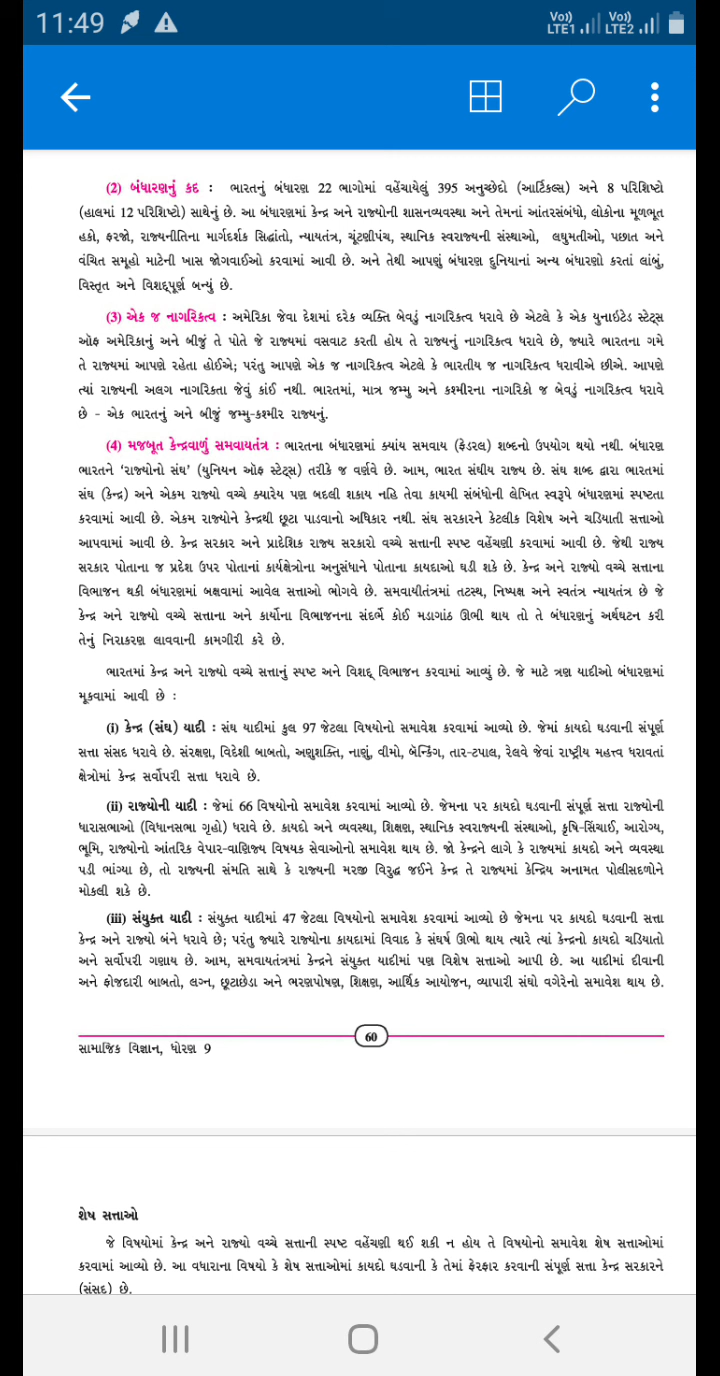 11:49
Vo)) LTE1 Vo)) LTE2
(2) બંધારણનું કદ : ભારતનું બંધારણ 22 ભાગોમાં વહેંચાયેલું 395 અનુચ્છેદો (આર્ટિકલ્સ) અને 8 પરિશિષ્ટો
(હાલમાં 12 પરિશિષ્ટો) સાથેનું છે. આ બંધારણમાં કેન્દ્ર અને રાજ્યોની શાસનવ્યવસ્થા અને તેમનાં આંતરસંબંધો, લોકોના મૂળભૂત
હકો, ફરજો, રાજ્યનીતિના માર્ગદર્શક સિદ્ધાંતો, ન્યાયતંત્ર, ચૂંટણીપંચ, સ્થાનિક સ્વરાજ્યની સંસ્થાઓ, લઘુમતીઓ, પછાત અને
વંચિત સમૂહો માટેની ખાસ જોગવાઈઓ કરવામાં આવી છે. અને તેથી આપણું બંધારણ દુનિયાનાં અન્ય બંધારણો કરતાં લાંબું,
વિસ્તૃત અને વિશદ્પૂર્ણ બન્યું છે.
(3) એક જ નાગરિકત્વ : અમેરિકા જેવા દેશમાં દરેક વ્યક્તિ બેવડું નાગરિકત્વ ધરાવે છે એટલે કે એક યુનાઇટેડ સ્ટેટ્સ
ઑફ અમેરિકાનું અને બીજું તે પોતે જે રાજ્યમાં વસવાટ કરતી હોય તે રાજ્યનું નાગરિકત્વ ધરાવે છે, જ્યારે ભારતના ગમે
તે રાજ્યમાં આપણે રહેતા હોઈએ; પરંતુ આપણે એક જ નાગરિકત્વ એટલે કે ભારતીય જ નાગરિકત્વ ધરાવીએ છીએ. આપણે
ત્યાં રાજ્યની અલગ નાગરિકતા જેવું કાંઈ નથી. ભારતમાં, માત્ર જમ્મુ અને કશ્મીરના નાગરિકો જ બેવડું નાગરિકત્વ ધરાવે
છે - એક ભારતનું અને બીજું જમ્મુ-કશ્મીર રાજ્યનું.
(4) મજબૂત કેન્દ્રવાળું સમવાયતંત્ર : ભારતના બંધારણમાં ક્યાંય સમવાય (ફેડરલ) શબ્દનો ઉપયોગ થયો નથી. બંધારણ
ભારતને ‘રાજ્યોનો સંઘ’ (યુનિયન ઑફ સ્ટેટ્સ) તરીકે જ વર્ણવે છે. આમ, ભારત સંઘીય રાજ્ય છે. સંઘ શબ્દ દ્વારા ભારતમાં
સંઘ (કેન્દ્ર) અને એકમ રાજ્યો વચ્ચે ક્યારેય પણ બદલી શકાય નહિ તેવા કાયમી સંબંધોની લેખિત સ્વરૂપે બંધારણમાં સ્પષ્ટતા
કરવામાં આવી છે. એકમ રાજ્યોને કેન્દ્રથી છૂટા પાડવાનો અધિકાર નથી. સંઘ સરકારને કેટલીક વિશેષ અને ચડિયાતી સત્તાઓ
આપવામાં આવી છે. કેન્દ્ર સરકાર અને પ્રાદેશિક રાજ્ય સરકારો વચ્ચે સત્તાની સ્પષ્ટ વહેંચણી કરવામાં આવી છે. જેથી રાજ્ય
સરકાર પોતાના જ પ્રદેશ ઉપર પોતાનાં કાર્યક્ષેત્રોના અનુસંધાને પોતાના કાયદાઓ ઘડી શકે છે. કેન્દ્ર અને રાજ્યો વચ્ચે સત્તાના
વિભાજન થકી બંધારણમાં બક્ષવામાં આવેલ સત્તાઓ ભોગવે છે. સમવાયીતંત્રમાં તટસ્થ, નિષ્પક્ષ અને સ્વતંત્ર ન્યાયતંત્ર છે જે
કેન્દ્ર અને રાજ્યો વચ્ચે સત્તાના અને કાર્યોના વિભાજનના સંદર્ભે કોઈ મડાગાંઠ ઊભી થાય તો તે બંધારણનું અર્થઘટન કરી
તેનું નિરાકરણ લાવવાની કામગીરી કરે છે.
ભારતમાં કેન્દ્ર અને રાજ્યો વચ્ચે સત્તાનું સ્પષ્ટ અને વિશદ્ વિભાજન કરવામાં આવ્યું છે. જે માટે ત્રણ યાદીઓ બંધારણમાં
મૂકવામાં આવી છે :
(i) કેન્દ્ર (સંઘ) યાદી : સંઘ યાદીમાં કુલ 97 જેટલા વિષયોનો સમાવેશ કરવામાં આવ્યો છે. જેમાં કાયદો ઘડવાની સંપૂર્ણ
સત્તા સંસદ ધરાવે છે. સંરક્ષણ, વિદેશી બાબતો, અણુશક્તિ, નાણું, વીમો, બૅન્કિંગ, તાર-ટપાલ, રેલવે જેવાં રાષ્ટ્રીય મહત્ત્વ ધરાવતાં
ક્ષેત્રોમાં કેન્દ્ર સર્વોપરી સત્તા ધરાવે છે.
(ii) રાજ્યોની યાદી : જેમાં 66 વિષયોનો સમાવેશ કરવામાં આવ્યો છે. જેમના પર કાયદો ઘડવાની સંપૂર્ણ સત્તા રાજ્યોની
ધારાસભાઓ (વિધાનસભા ગૃહો) ધરાવે છે. કાયદો અને વ્યવસ્થા, શિક્ષણ, સ્થાનિક સ્વરાજ્યની સંસ્થાઓ, કૃષિ-સિંચાઈ, આરોગ્ય,
ભૂમિ, રાજ્યોનો આંતરિક વેપાર-વાણિજ્ય વિષયક સેવાઓનો સમાવેશ થાય છે. જો કેન્દ્રને લાગે કે રાજ્યમાં કાયદો અને વ્યવસ્થા
પડી ભાંગ્યા છે, તો રાજ્યની સંમતિ સાથે કે રાજ્યની મરજી વિરુદ્ધ જઈને કેન્દ્ર તે રાજ્યમાં કેન્દ્રિય અનામત પોલીસદળોને
મોકલી શકે છે.
(iii) સંયુક્ત યાદી : સંયુક્ત યાદીમાં 47 જેટલા વિષયોનો સમાવેશ કરવામાં આવ્યો છે જેમના પર કાયદો ઘડવાની સત્તા
કેન્દ્ર અને રાજ્યો બંને ધરાવે છે; પરંતુ જ્યારે રાજ્યોના કાયદામાં વિવાદ કે સંઘર્ષ ઊભો થાય ત્યારે ત્યાં કેન્દ્રનો કાયદો ચડિયાતો
અને સર્વોપરી ગણાય છે. આમ, સમવાયતંત્રમાં કેન્દ્રને સંયુક્ત યાદીમાં પણ વિશેષ સત્તાઓ આપી છે. આ યાદીમાં દીવાની
અને ફોજદારી બાબતો, લગ્ન, છૂટાછેડા અને ભરણપોષણ, શિક્ષણ, આર્થિક આયોજન, વ્યાપારી સંઘો વગેરેનો સમાવેશ થાય છે.
60
સામાજિક વિજ્ઞાન, ધોરણ 9
શેષ સત્તાઓ
જે વિષયોમાં કેન્દ્ર અને રાજ્યો વચ્ચે સત્તાની સ્પષ્ટ વહેંચણી થઈ શકી ન હોય તે વિષયોનો સમાવેશ શેષ સત્તાઓમાં
કરવામાં આવ્યો છે. આ વધારાના વિષયો કે શેષ સત્તાઓમાં કાયદો ઘડવાની કે તેમાં ફેરફાર કરવાની સંપૂર્ણ સત્તા કેન્દ્ર સરકારને
(સંસદ) છે.